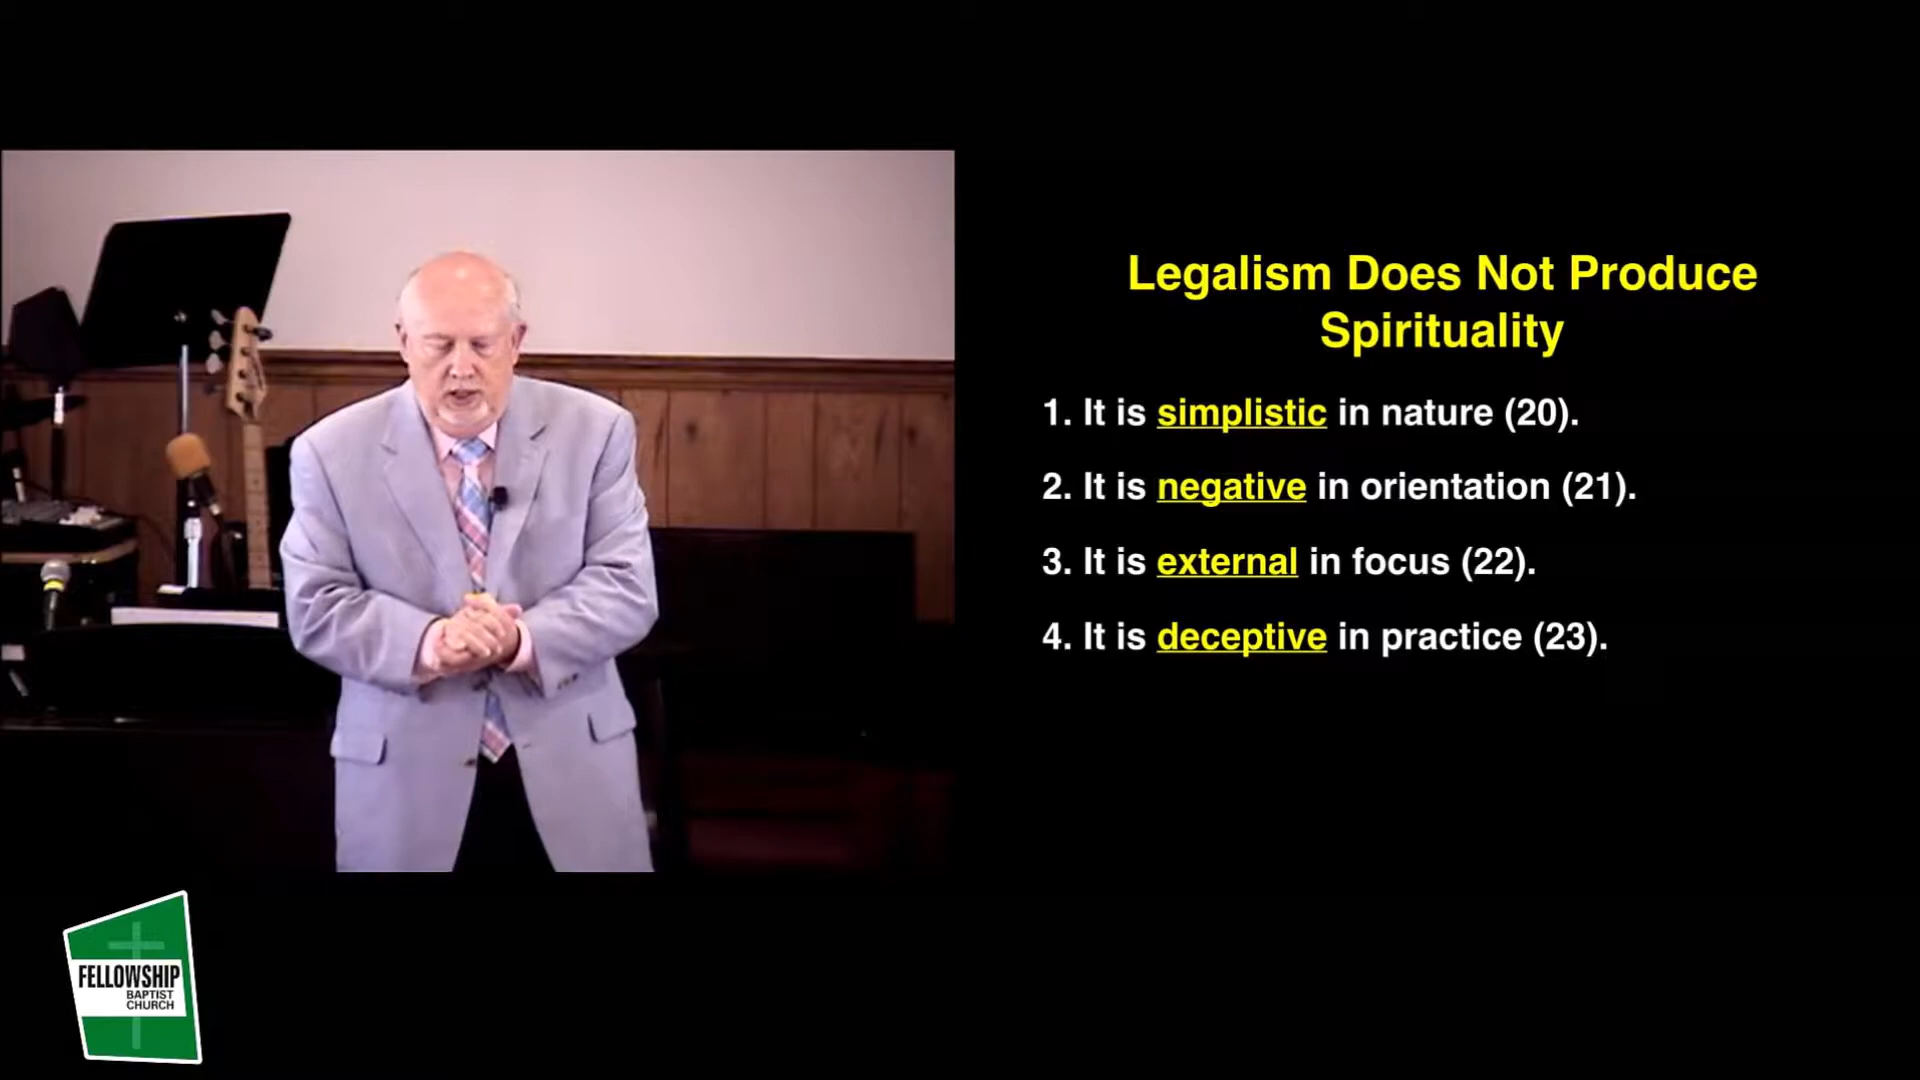 Legalism Does Not Produce
Spirituality
1. It is simplistic in nature (20).
2. It is negative in orientation (21).
3. It is external in focus (22).
4. It is deceptive in practice (23).
FELLOWSHIP
BAPTIST
CHURCH